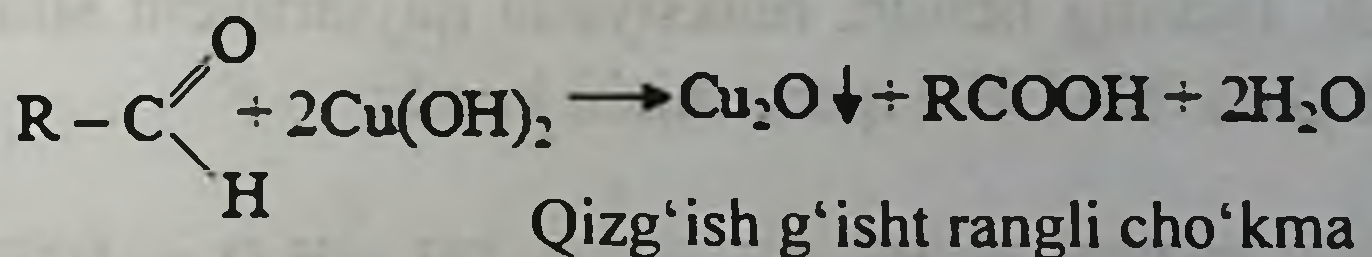 O
R – C ÷ 2Cu(OH)₂ → Cu₂O ↓ ÷ RCOOH ÷ 2H₂O
H
Qizg‘ish g‘isht rangli cho‘kma